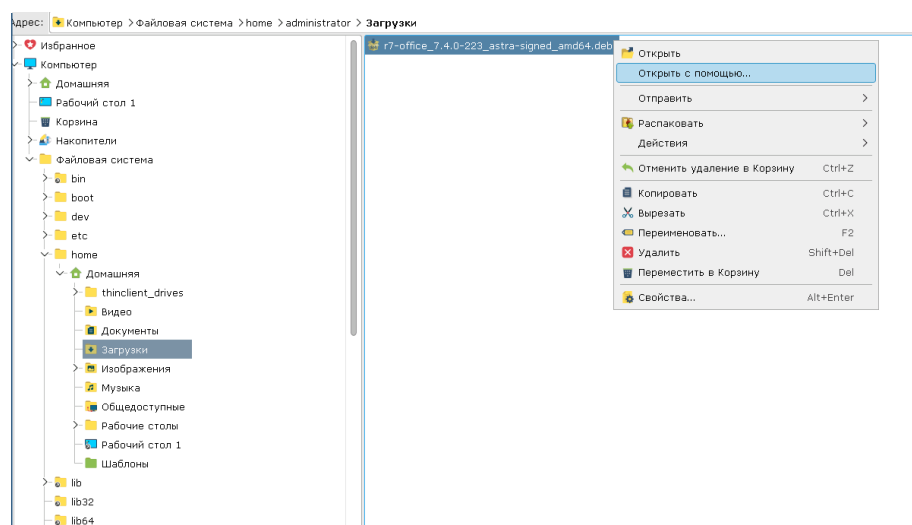 Адрес: Компьютер > Файловая система > home > administrator > Загрузки
Избранное
Компьютер
Домашняя
Рабочий стол 1
Корзина
Накопители
Файловая система
bin
boot
dev
etc
home
Домашняя
thinclient_drives
Видео
Документы
Загрузки
Изображения
Музыка
Общедоступные
Рабочие столы
Рабочий стол 1
Шаблоны
lib
lib32
lib64
r7-office_7.4.0-223_astra-signed_amd64.deb
Открыть
Открыть с помощью...
Отправить
Распаковать
Действия
Отменить удаление в Корзину Ctrl+Z
Копировать Ctrl+C
Вырезать Ctrl+X
Переименовать... F2
Удалить Shift+Del
Переместить в Корзину Del
Свойства... Alt+Enter